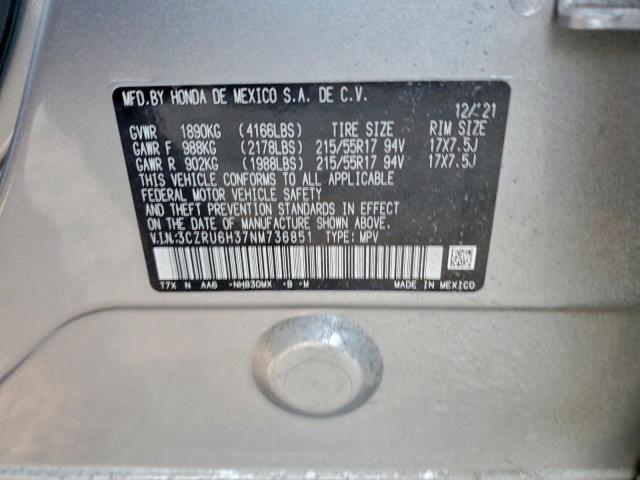 MFD.BY HONDA DE MEXICO S.A. DE C.V.
12/'21
GVWR 1890KG (4166LBS) TIRE SIZE RIM SIZE
GAWR F 988KG (2178LBS) 215/55R17 94V 17X7.5J
GAWR R 902KG (1988LBS) 215/55R17 94V 17X7.5J
THIS VEHICLE CONFORMS TO ALL APPLICABLE
FEDERAL MOTOR VEHICLE SAFETY
AND THEFT PREVENTION STANDARDS IN EFFECT
ON THE DATE OF MANUFACTURE SHOWN ABOVE.
V.I.N.:3CZRU6H37NM736851 TYPE: MPV
T7X N AA6 -NH830MX -B -M MADE IN MEXICO